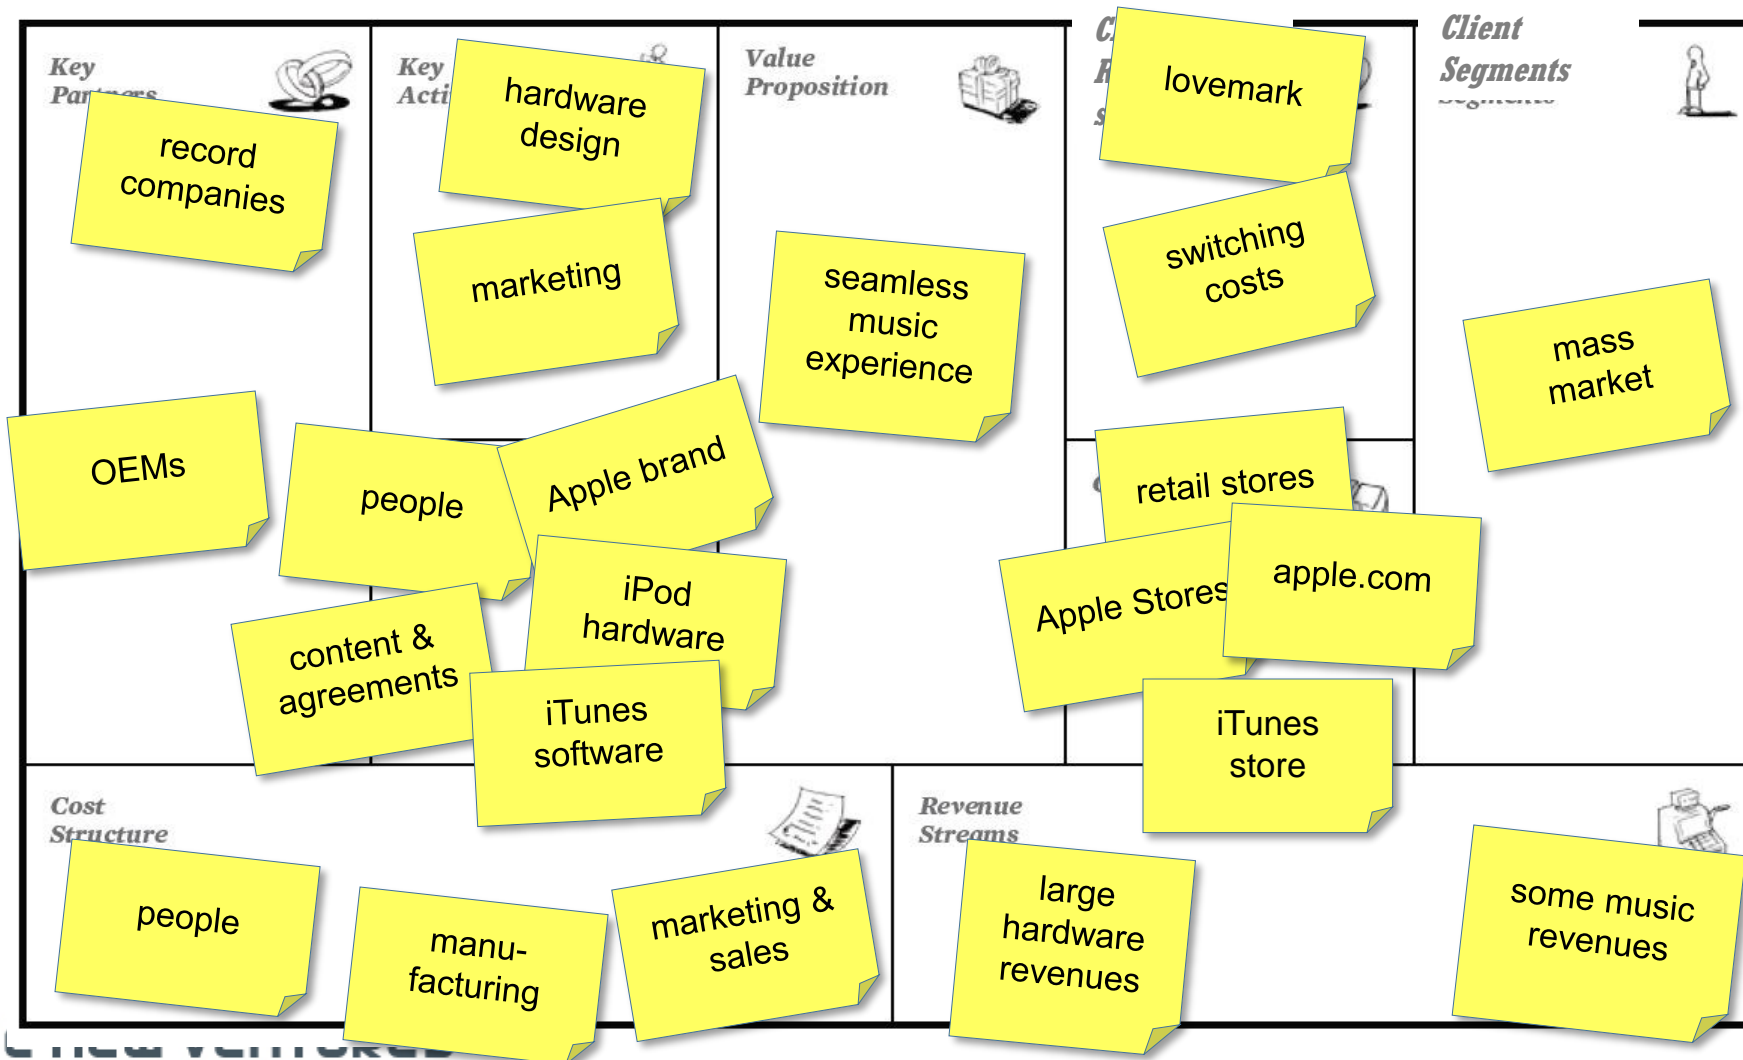 Key
Partners
record
companies
OEMs
Key
Acti
hardware
design
marketing
people
Apple brand
content &
agreements
iPod
hardware
iTunes
software
Value
Proposition
seamless
music
experience
C
R
s
lovemark
switching
costs
retail stores
Apple Stores
apple.com
iTunes
store
Client
Segments
Segments
mass
market
Cost
Structure
people
manu-
facturing
marketing &
sales
Revenue
Streams
large
hardware
revenues
some music
revenues